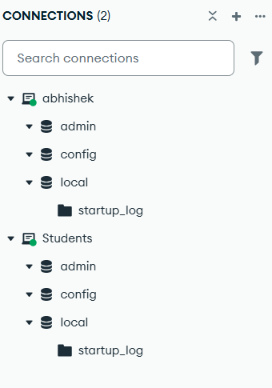 CONNECTIONS (2)
Search connections
abhishek
admin
config
local
startup_log
Students
admin
config
local
startup_log